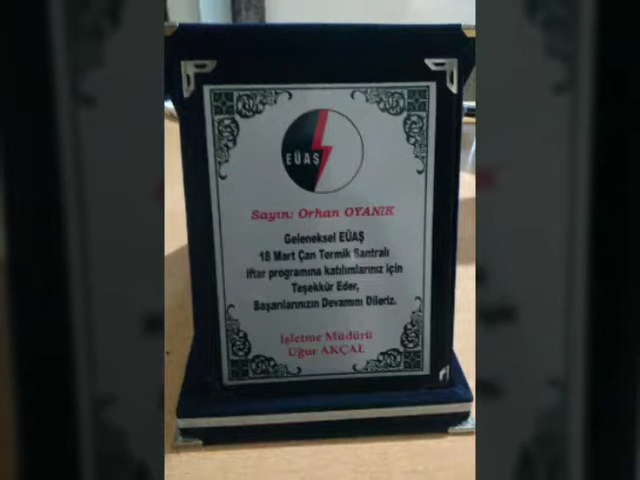 EÜAŞ
Sayın: Orhan OYANIK
Geleneksel EÜAŞ
18 Mart Çan Termik Santralı
iftar programına katılımlarınız için
Teşekkür Eder,
Başarılarınızın Devamını Dileriz.
İşletme Müdürü
Uğur AKÇAL